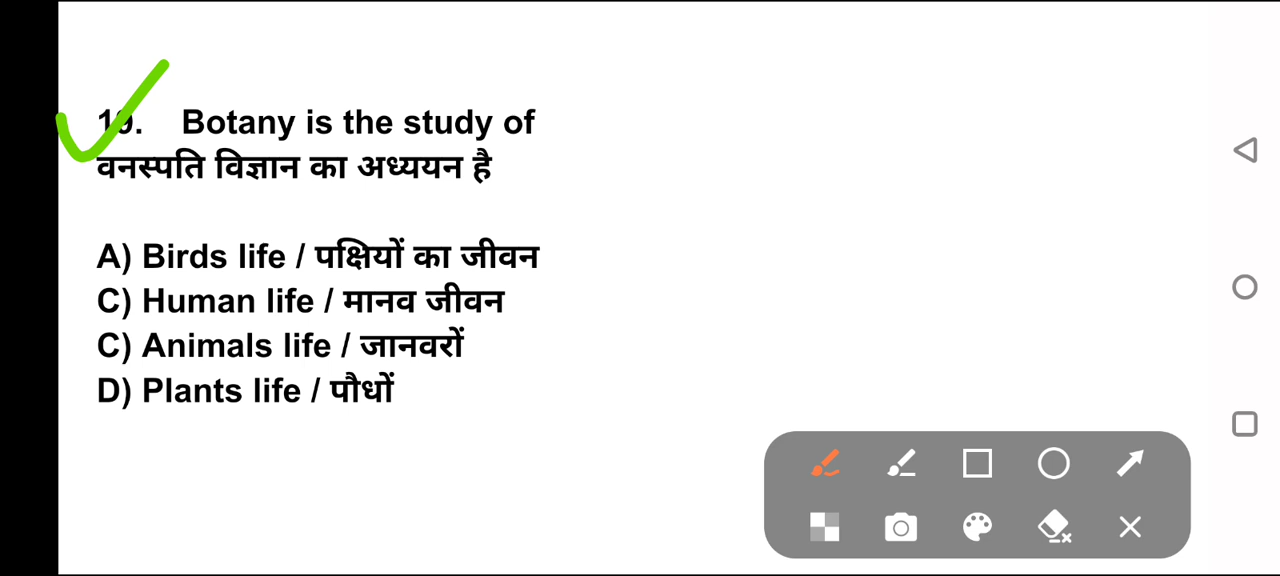 19. Botany is the study of
वनस्पति विज्ञान का अध्ययन है
A) Birds life / पक्षियों का जीवन
C) Human life / मानव जीवन
C) Animals life / जानवरों
D) Plants life / पौधों